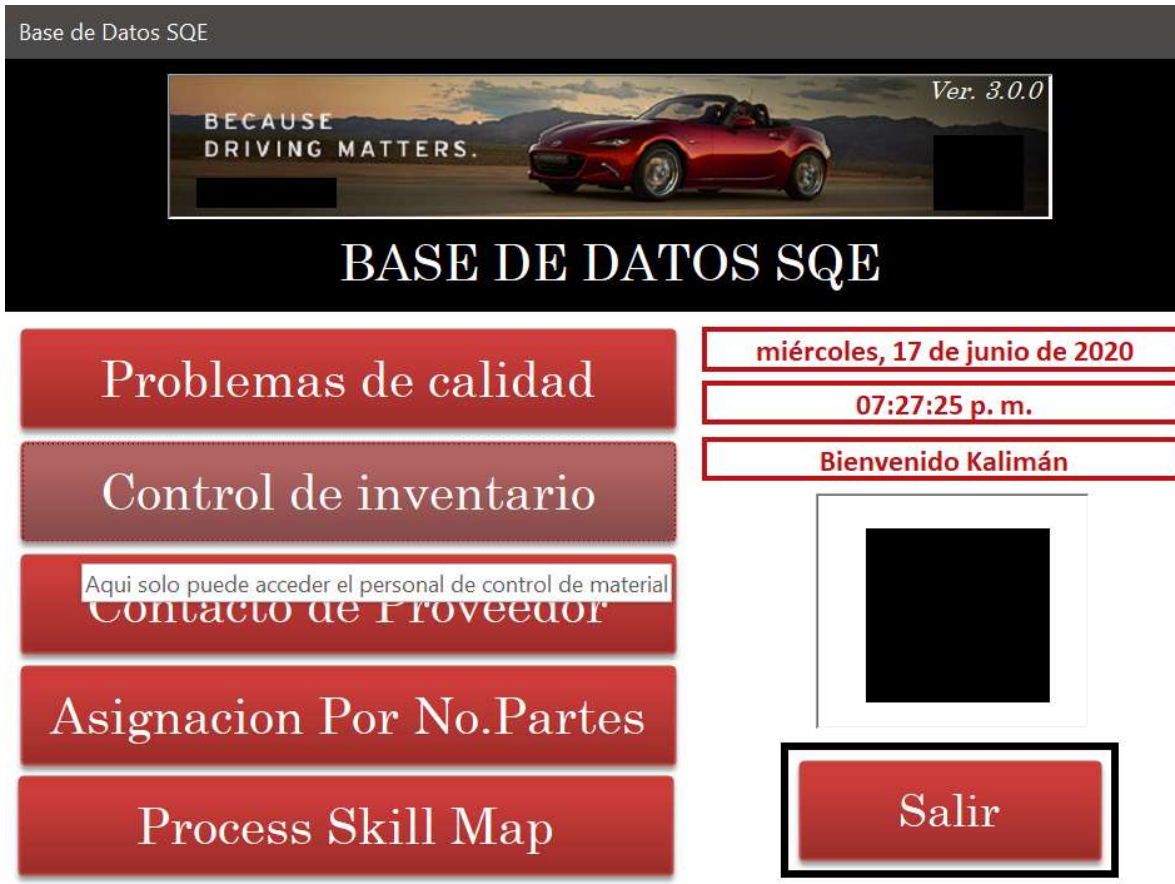 Base de Datos SQE
Ver. 3.0.0
BECAUSE
DRIVING MATTERS.
BASE DE DATOS SQE
Problemas de calidad
Control de inventario
Aqui solo puede acceder el personal de control de material
Contacto de Proveedor
Asignacion Por No.Partes
Process Skill Map
miércoles, 17 de junio de 2020
07:27:25 p. m.
Bienvenido Kalimán
Salir